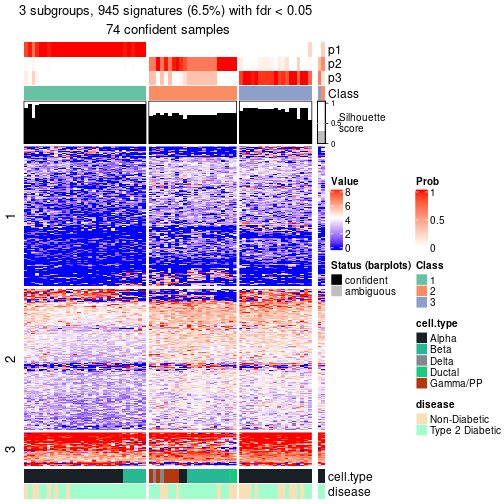 3 subgroups, 945 signatures (6.5%) with fdr < 0.05
74 confident samples
p1
p2
p3
Class
1
0.5
0
Silhouette
score
1
2
3
cell.type
disease
Value
8
6
4
2
0
Prob
1
0.5
0
Status (barplots)
confident
ambiguous
Class
1
2
3
cell.type
Alpha
Beta
Delta
Ductal
Gamma/PP
disease
Non-Diabetic
Type 2 Diabetic